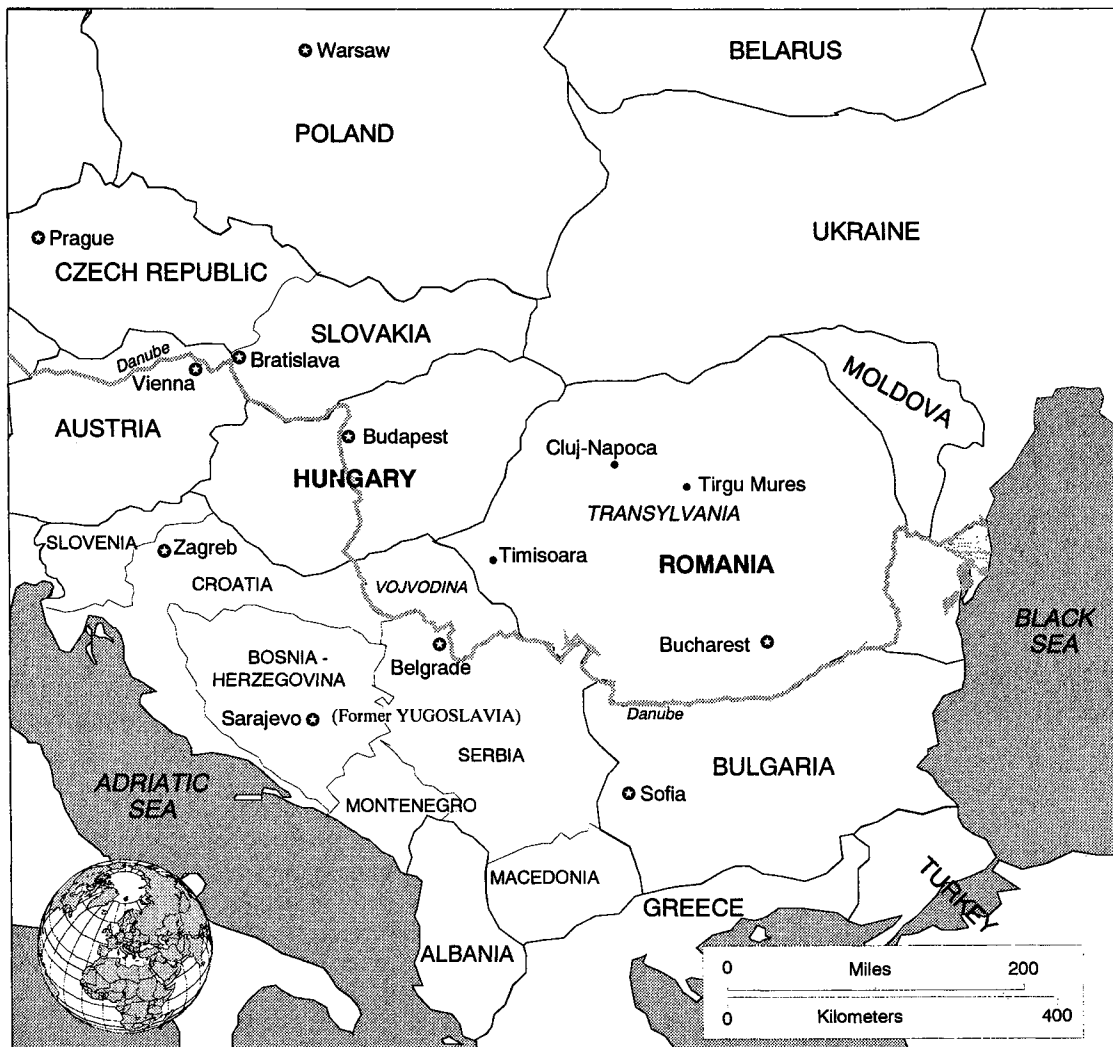 Warsaw
BELARUS
POLAND
UKRAINE
Prague
CZECH REPUBLIC
SLOVAKIA
Danube
Bratislava
Vienna
MOLDOVA
AUSTRIA
Budapest
Cluj-Napoca
HUNGARY
Tirgu Mures
TRANSYLVANIA
SLOVENIA
Zagreb
Timisoara
ROMANIA
CROATIA
VOJVODINA
BLACK
SEA
Bucharest
Belgrade
BOSNIA -
HERZEGOVINA
Sarajevo
(Former YUGOSLAVIA)
Danube
SERBIA
BULGARIA
ADRIATIC
SEA
Sofia
MONTENEGRO
MACEDONIA
TURKEY
GREECE
ALBANIA
0 Miles 200
0 Kilometers 400